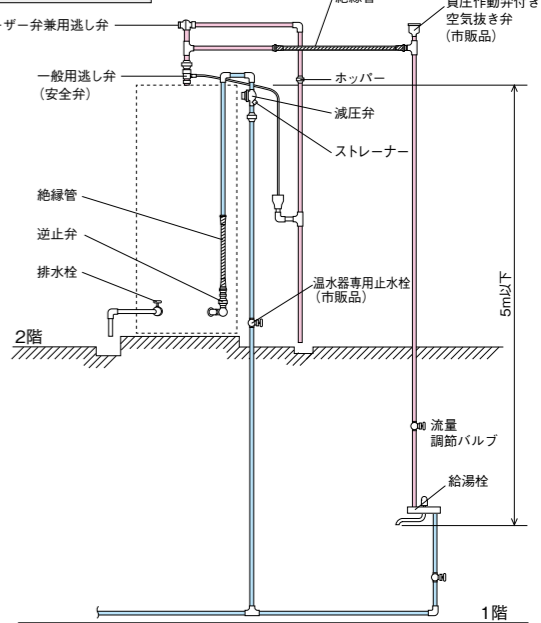 負圧作動弁付き
空気抜き弁
(市販品)
ーザー弁兼用逃し弁
一般用逃し弁
(安全弁)
ホッパー
減圧弁
ストレーナー
絶縁管
逆止弁
排水栓
温水器専用止水栓
(市販品)
5m以下
2階
流量
調節バルブ
給湯栓
1階